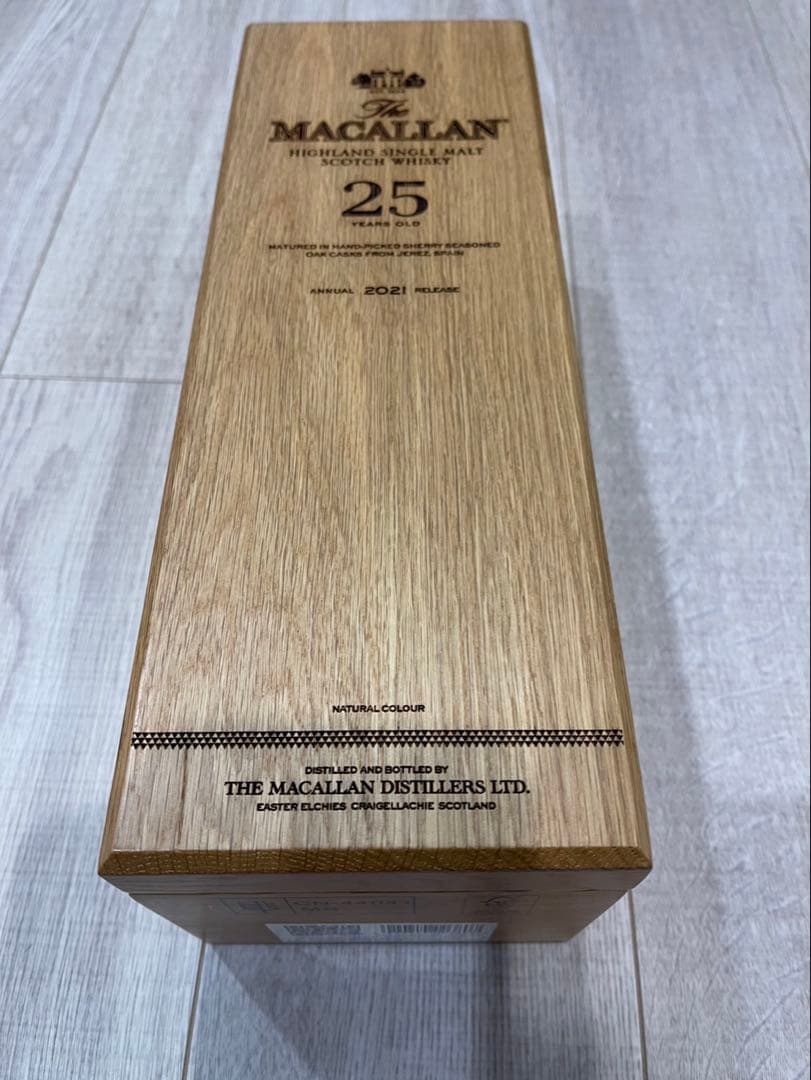 The
MACALLAN
HIGHLAND SINGLE MALT
SCOTCH WHISKY
25
YEARS OLD
MATURED IN HAND-PICKED SHERRY SEASONED
OAK CASKS FROM JEREZ, SPAIN
ANNUAL 2021 RELEASE
NATURAL COLOUR
DISTILLED AND BOTTLED BY
THE MACALLAN DISTILLERS LTD.
EASTER ELCHIES CRAIGELLACHIE SCOTLAND